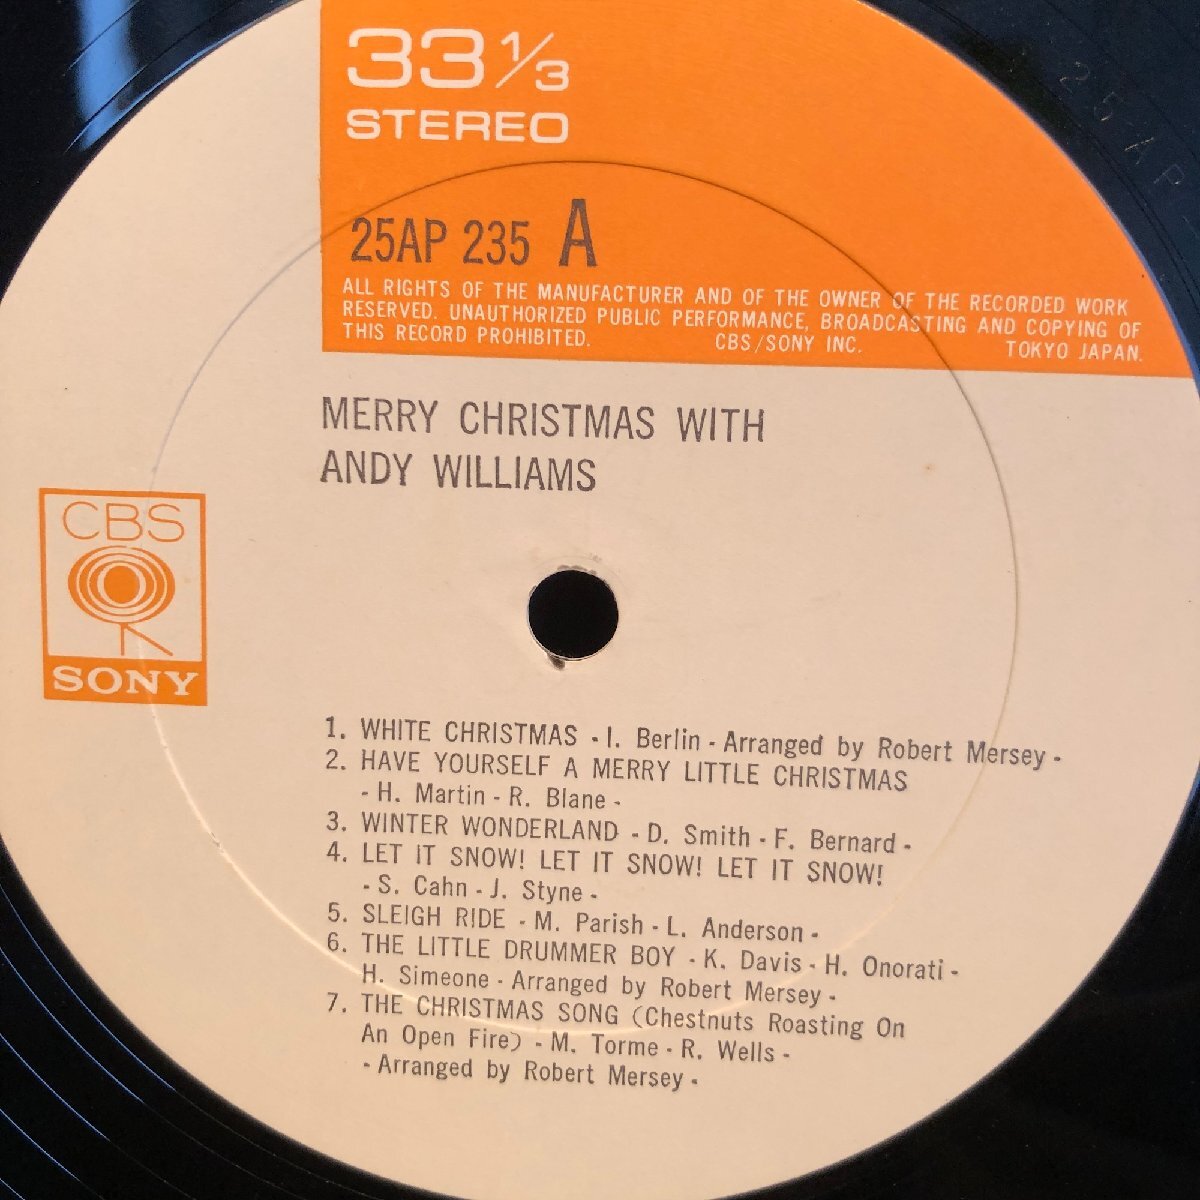 33 1/3
STEREO
25AP 235 A
ALL RIGHTS OF THE MANUFACTURER AND OF THE OWNER OF THE RECORDED WORK
RESERVED. UNAUTHORIZED PUBLIC PERFORMANCE, BROADCASTING AND COPYING OF
THIS RECORD PROHIBITED. CBS/SONY INC. TOKYO JAPAN.
MERRY CHRISTMAS WITH
ANDY WILLIAMS
CBS
SONY
1. WHITE CHRISTMAS - I. Berlin - Arranged by Robert Mersey -
2. HAVE YOURSELF A MERRY LITTLE CHRISTMAS
- H. Martin - R. Blane -
3. WINTER WONDERLAND - D. Smith - F. Bernard -
4. LET IT SNOW! LET IT SNOW! LET IT SNOW!
- S. Cahn - J. Styne -
5. SLEIGH RIDE - M. Parish - L. Anderson -
6. THE LITTLE DRUMMER BOY - K. Davis - H. Onorati -
H. Simeone - Arranged by Robert Mersey -
7. THE CHRISTMAS SONG (Chestnuts Roasting On
An Open Fire) - M. Torme - R. Wells -
- Arranged by Robert Mersey -
25AP